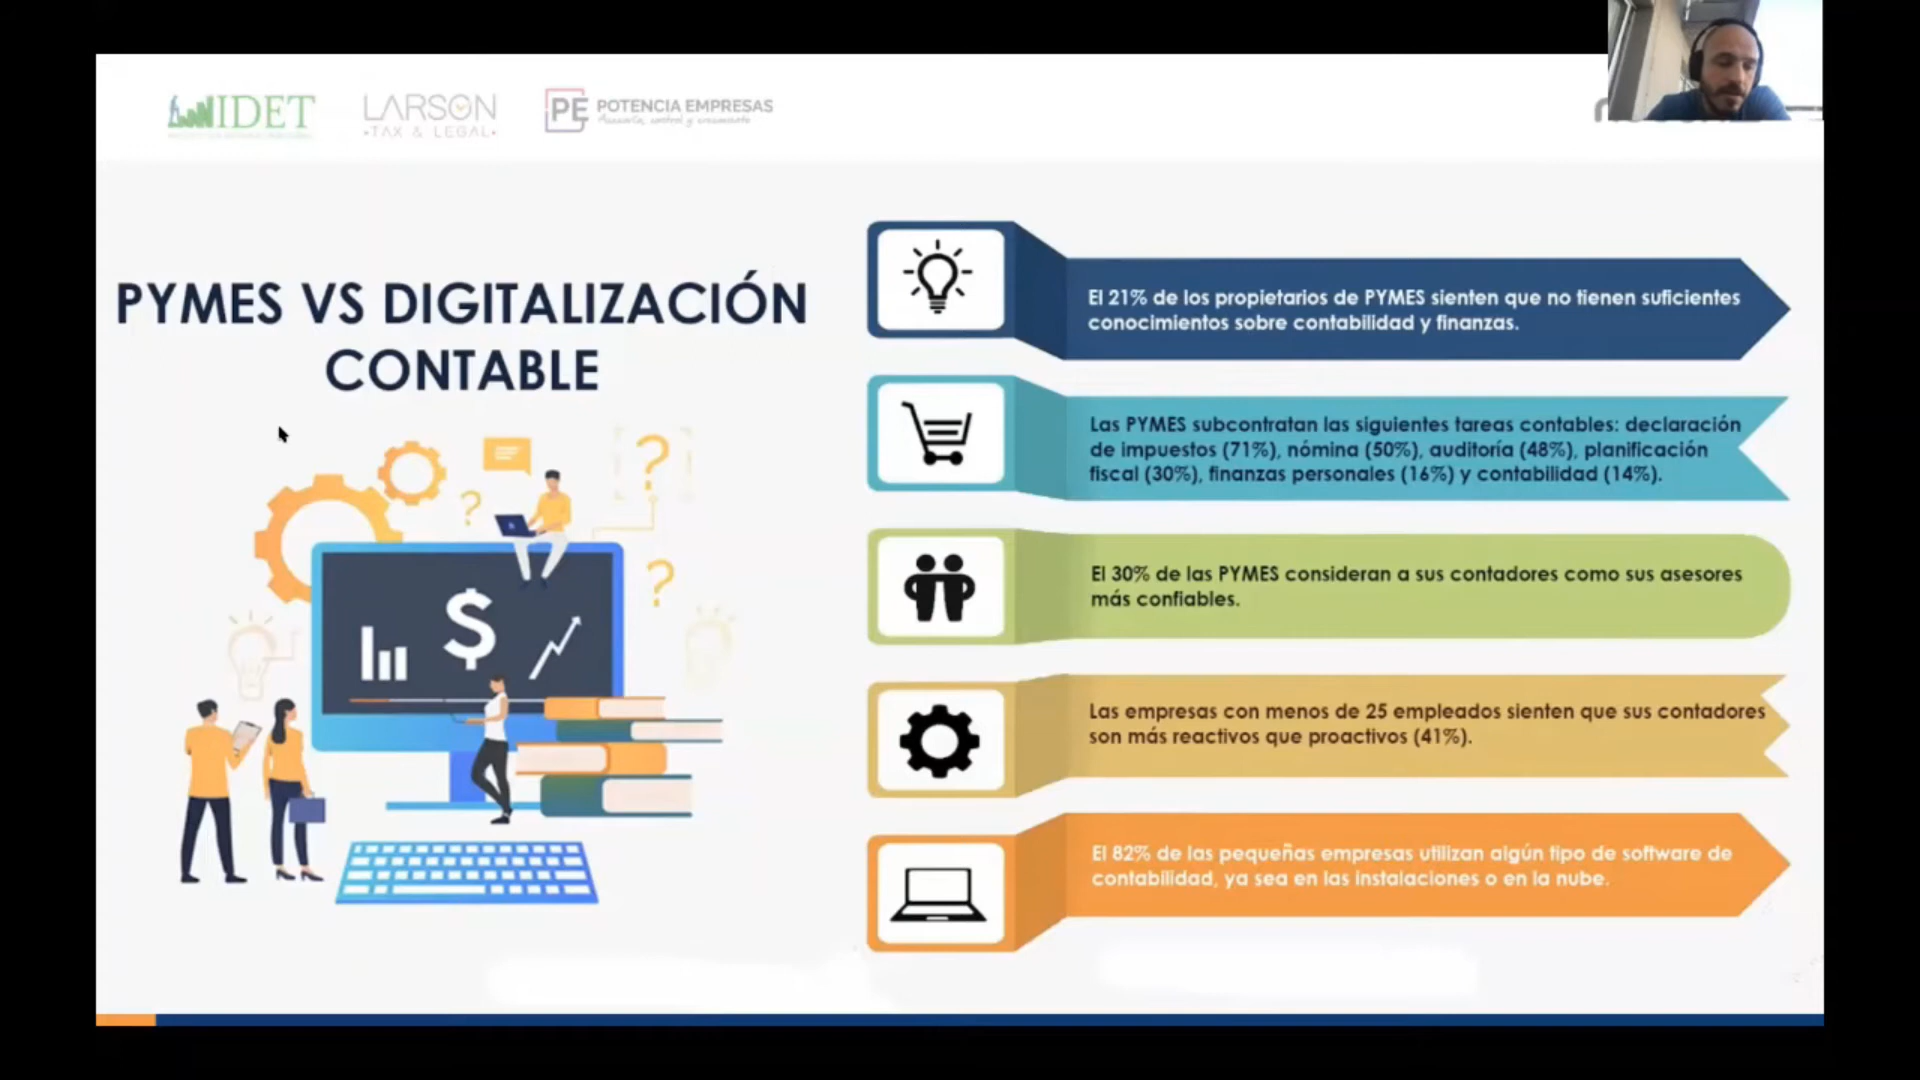 IDET
LARSON
• TAX & LEGAL •
PE POTENCIA EMPRESAS
Asesoría, control y crecimiento
PYMES VS DIGITALIZACIÓN
CONTABLE
El 21% de los propietarios de PYMES sienten que no tienen suficientes
conocimientos sobre contabilidad y finanzas.
Las PYMES subcontratan las siguientes tareas contables: declaración
de impuestos (71%), nómina (50%), auditoría (48%), planificación
fiscal (30%), finanzas personales (16%) y contabilidad (14%).
El 30% de las PYMES consideran a sus contadores como sus asesores
más confiables.
Las empresas con menos de 25 empleados sienten que sus contadores
son más reactivos que proactivos (41%).
El 82% de las pequeñas empresas utilizan algún tipo de software de
contabilidad, ya sea en las instalaciones o en la nube.